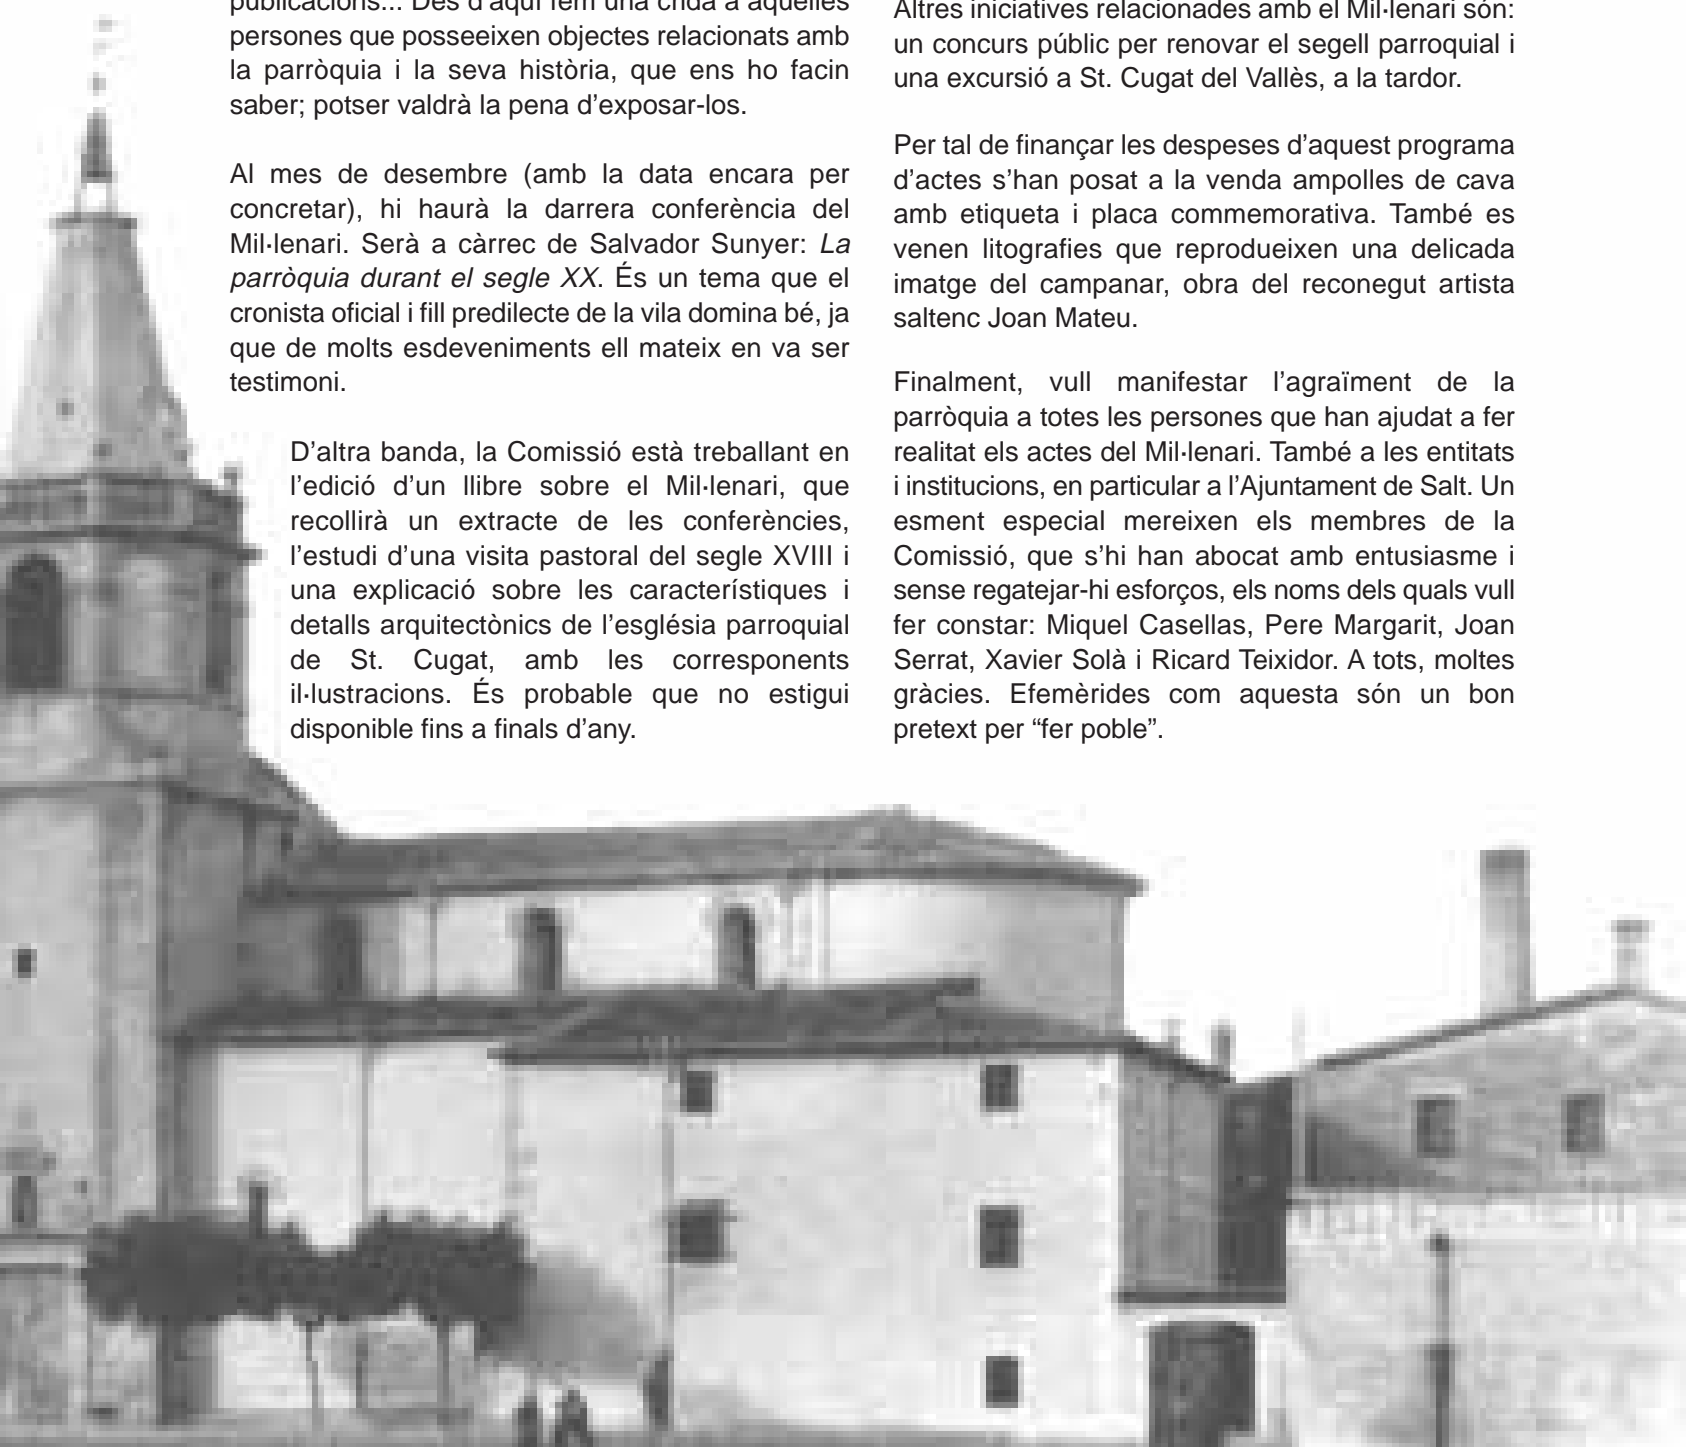 publicacions... Des d'aquí fem una crida a aquelles
persones que posseeixen objectes relacionats amb
la parròquia i la seva història, que ens ho facin
saber; potser valdrà la pena d'exposar-los.
Al mes de desembre (amb la data encara per
concretar), hi haurà la darrera conferència del
Mil·lenari. Serà a càrrec de Salvador Sunyer: La
parròquia durant el segle XX. És un tema que el
cronista oficial i fill predilecte de la vila domina bé, ja
que de molts esdeveniments ell mateix en va ser
testimoni.
D'altra banda, la Comissió està treballant en
l'edició d'un llibre sobre el Mil·lenari, que
recollirà un extracte de les conferències,
l'estudi d'una visita pastoral del segle XVIII i
una explicació sobre les característiques i
detalls arquitectònics de l'església parroquial
de St. Cugat, amb les corresponents
il·lustracions. És probable que no estigui
disponible fins a finals d'any.
Altres iniciatives relacionades amb el Mil·lenari són:
un concurs públic per renovar el segell parroquial i
una excursió a St. Cugat del Vallès, a la tardor.
Per tal de finançar les despeses d'aquest programa
d'actes s'han posat a la venda ampolles de cava
amb etiqueta i placa commemorativa. També es
venen litografies que reprodueixen una delicada
imatge del campanar, obra del reconegut artista
saltenc Joan Mateu.
Finalment, vull manifestar l'agraïment de la
parròquia a totes les persones que han ajudat a fer
realitat els actes del Mil·lenari. També a les entitats
i institucions, en particular a l'Ajuntament de Salt. Un
esment especial mereixen els membres de la
Comissió, que s'hi han abocat amb entusiasme i
sense regatejar-hi esforços, els noms dels quals vull
fer constar: Miquel Casellas, Pere Margarit, Joan
Serrat, Xavier Solà i Ricard Teixidor. A tots, moltes
gràcies. Efemèrides com aquesta són un bon
pretext per “fer poble”.